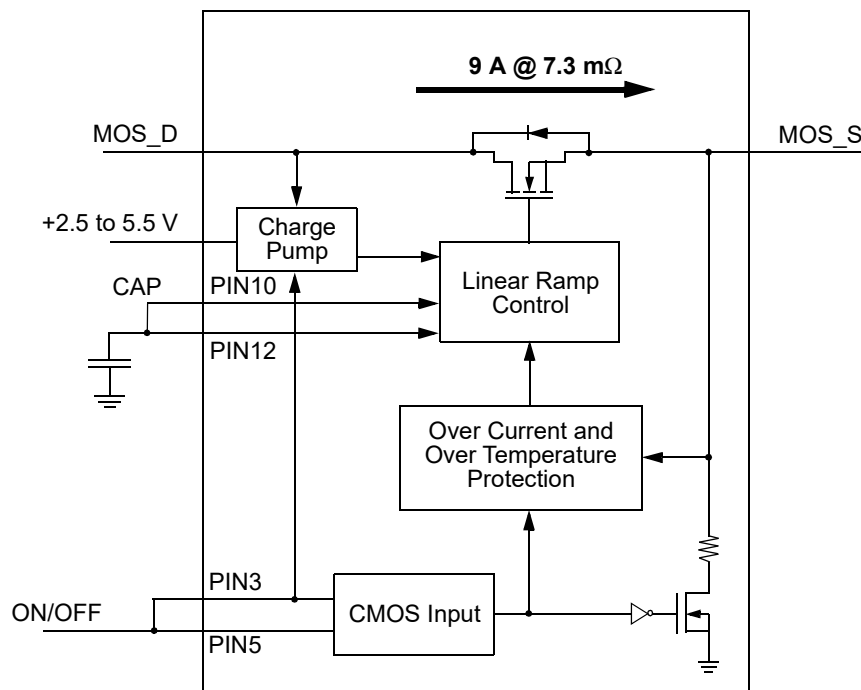 9 A @ 7.3 mΩ
MOS_D
MOS_S
+2.5 to 5.5 V
Charge
Pump
CAP
PIN10
Linear Ramp
Control
PIN12
Over Current and
Over Temperature
Protection
PIN3
ON/OFF
CMOS Input
PIN5